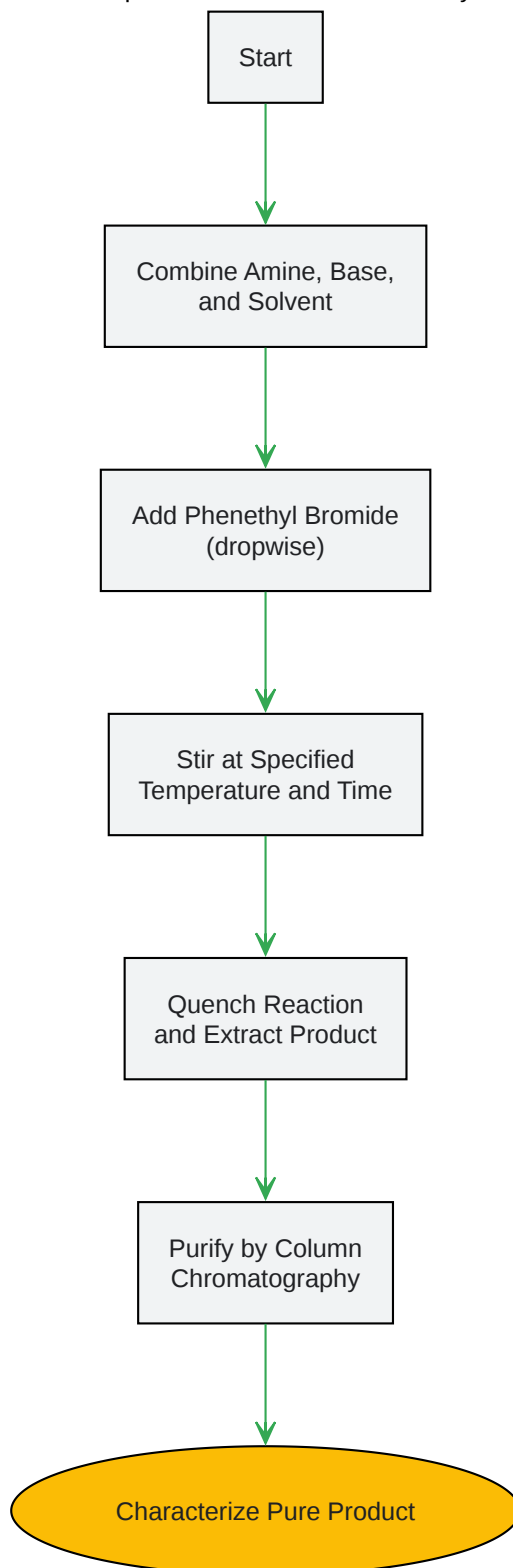 Start
Combine Amine, Base,
and Solvent
Add Phenethyl Bromide
(dropwise)
Stir at Specified
Temperature and Time
Quench Reaction
and Extract Product
Purify by Column
Chromatography
Characterize Pure Product